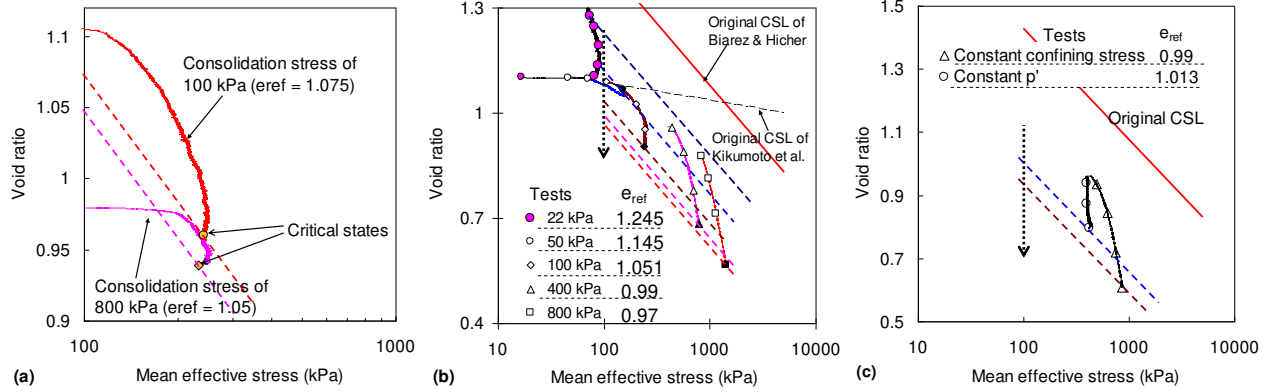 1.1
1.05
1
0.95
0.9
Void ratio
Consolidation stress of
100 kPa (eref = 1.075)
Critical states
Consolidation stress of
800 kPa (eref = 1.05)
100
1000
(a)
Mean effective stress (kPa)
1.3
1
0.7
0.4
Void ratio
Original CSL of
Biarez & Hicher
Original CSL of
Kikumoto et al.
Tests eref
22 kPa 1.245
50 kPa 1.145
100 kPa 1.051
400 kPa 0.99
800 kPa 0.97
10
100
1000
10000
(b)
Mean effective stress (kPa)
1.5
1.3
1.1
0.9
0.7
0.5
Void ratio
Tests eref
Constant confining stress 0.99
Constant p' 1.013
Original CSL
10
100
1000
10000
(c)
Mean effective stress (kPa)